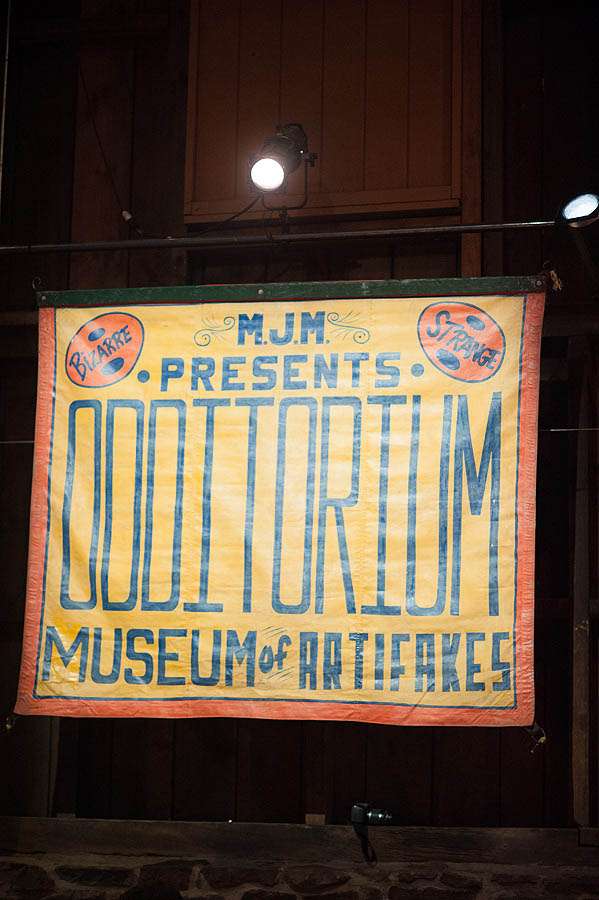 BIZARRE
M.J.M.
STRANGE
• PRESENTS •
ODDITORIUM
MUSEUM of ARTIFAKES